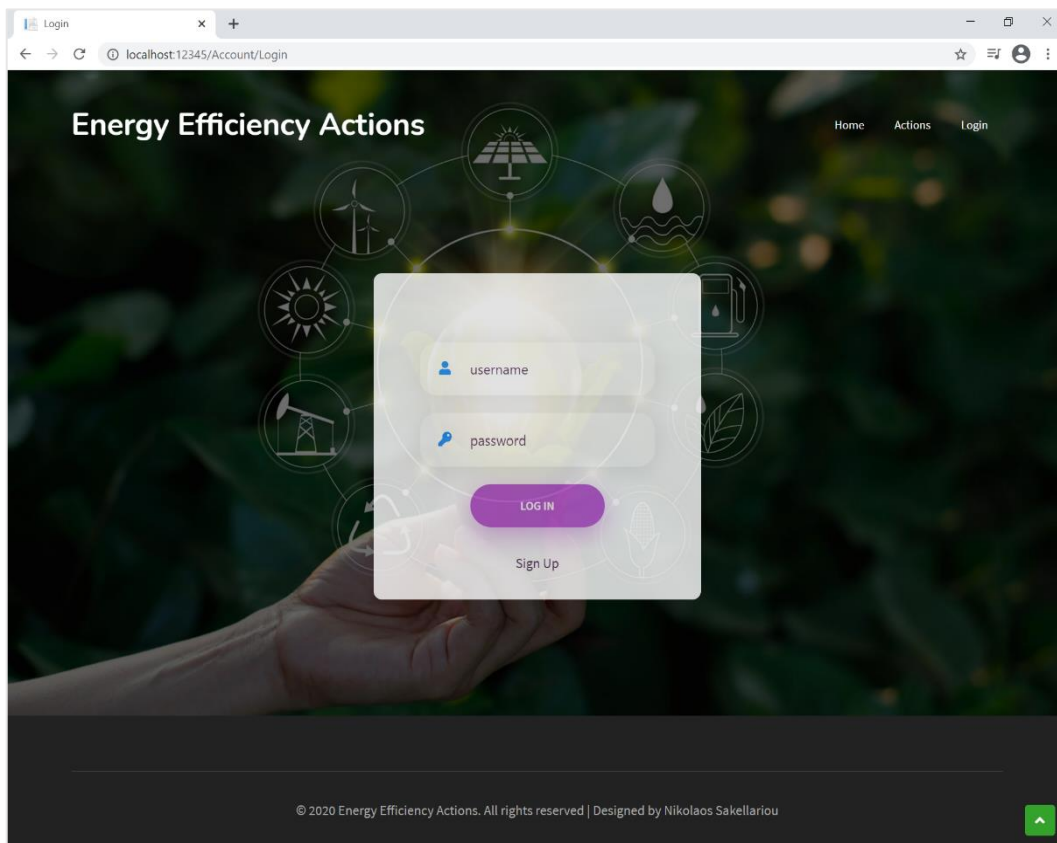 Login
localhost:12345/Account/Login
Energy Efficiency Actions
Home Actions Login
username
password
LOG IN
Sign Up
© 2020 Energy Efficiency Actions. All rights reserved | Designed by Nikolaos Sakellariou